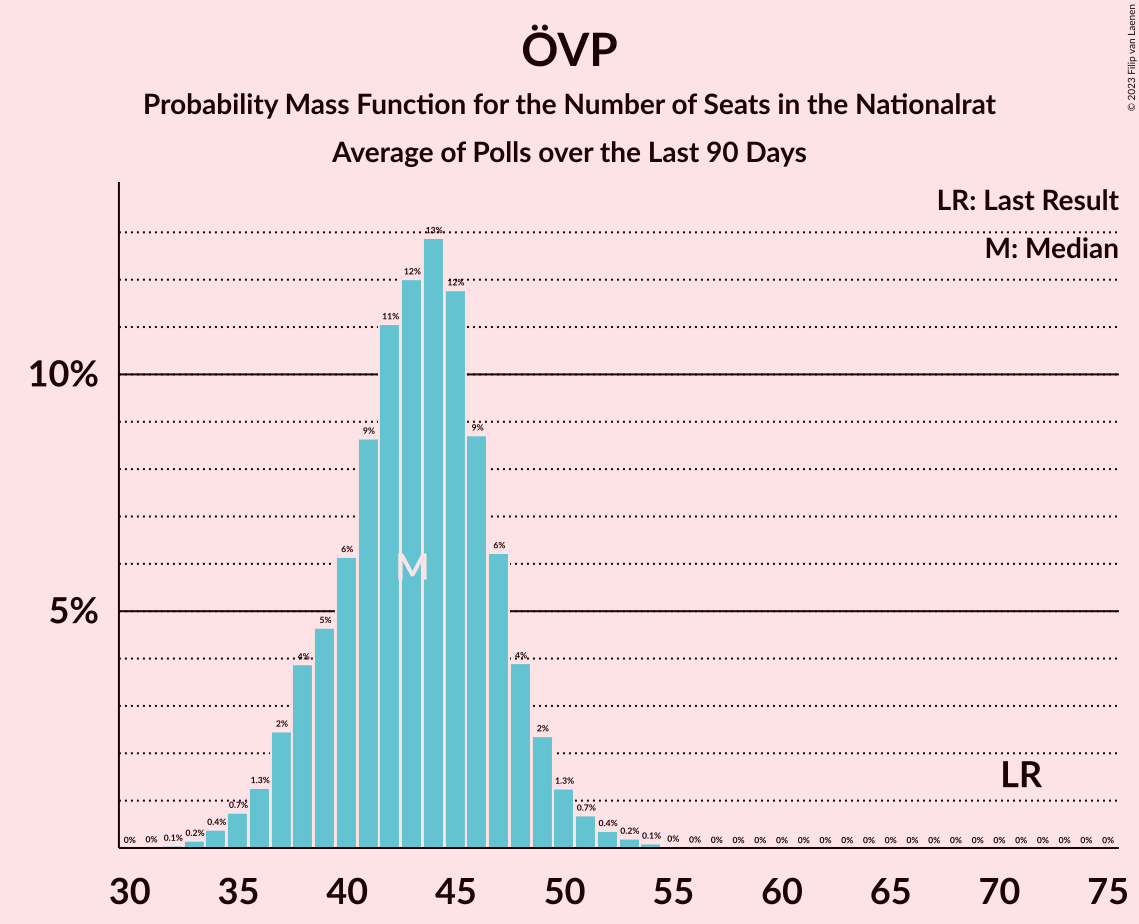 ÖVP
Probability Mass Function for the Number of Seats in the Nationalrat
Average of Polls over the Last 90 Days
© 2023 Filip van Laenen
LR: Last Result
M: Median
10%
5%
0% 0% 0.1% 0.2% 0.4% 0.7% 1.3% 2% 4% 5% 6% 9% 11% 12% 13% 12% 9% 6% 4% 2% 1.3% 0.7% 0.4% 0.2% 0.1% 0% 0% 0% 0% 0% 0% 0% 0% 0% 0% 0% 0% 0% 0% 0% 0% 0% 0% 0% 0% 0%
M
LR
30 35 40 45 50 55 60 65 70 75